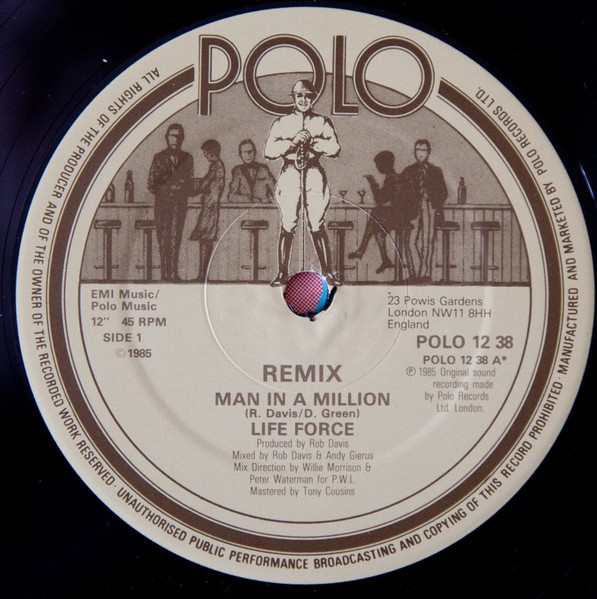 POLO
ALL RIGHTS OF THE PRODUCER AND OF THE OWNER OF THE RECORDED WORK RESERVED · UNAUTHORISED PUBLIC PERFORMANCE BROADCASTING AND COPYING OF THIS RECORD PROHIBITED · MANUFACTURED AND MARKETED BY POLO RECORDS LTD.
EMI Music/
Polo Music
12" 45 RPM
SIDE 1
©1985
23 Powis Gardens
London NW11 8HH
England
POLO 12 38
POLO 12 38 A*
℗ 1985 Original sound
recording made
by Polo Records
Ltd. London.
REMIX
MAN IN A MILLION
(R. Davis/D. Green)
LIFE FORCE
Produced by Rob Davis
Mixed by Rob Davis & Andy Gierus
Mix Direction by Willie Morrison &
Peter Waterman for P.W.L.
Mastered by Tony Cousins